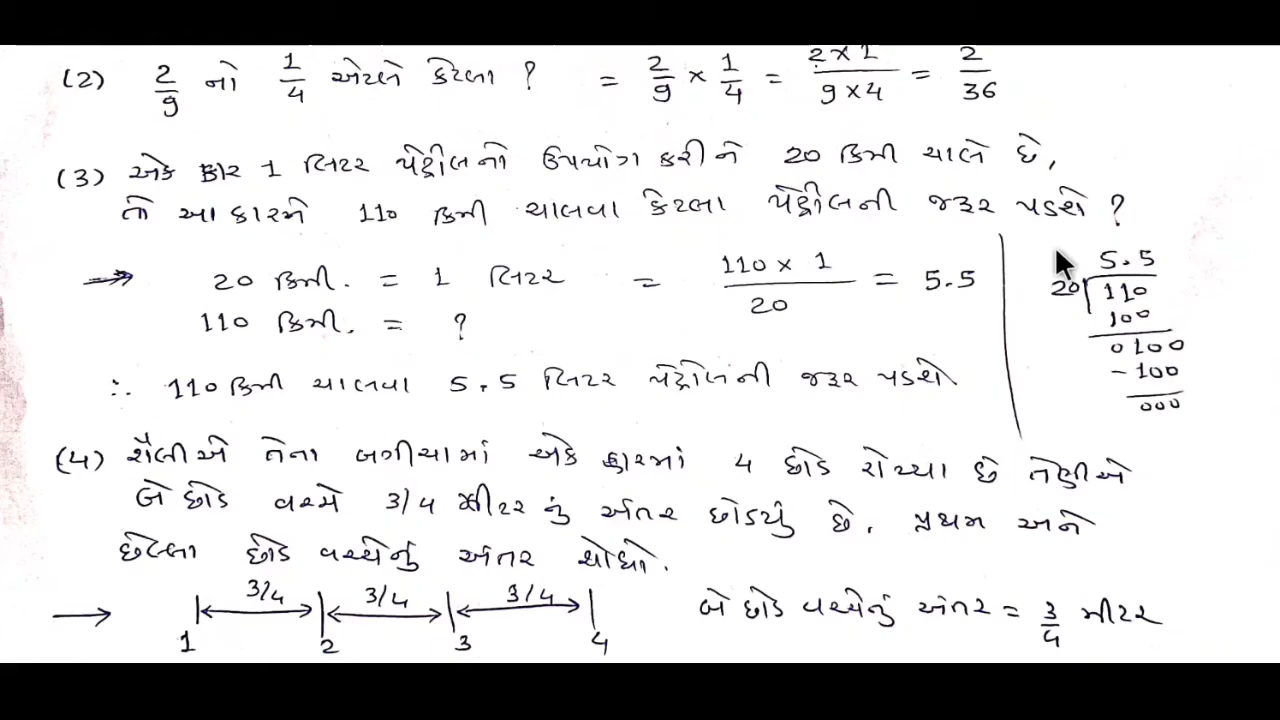 (2) 2/9 નો 1/4 એટલે કેટલા ? = 2/9 × 1/4 = 2×1/9×4 = 2/36
(3) એક કાર 1 લિટર પેટ્રોલનો ઉપયોગ કરીને 20 કિમી ચાલે છે,
તો આ કારને 110 કિમી ચાલવા કેટલા પેટ્રોલની જરૂર પડશે ?
20 કિમી. = 1 લિટર = 110 × 1/20 = 5.5
110 કિમી. = ?
∴ 110 કિમી ચાલવા 5.5 લિટર પેટ્રોલની જરૂર પડશે
5.5
20 110
100
0100
- 100
000
(4) શૈલીએ તેના બગીચામાં એક હારમાં 4 છોડ રોપ્યા છે તેણીએ
બે છોડ વચ્ચે 3/4 મીટર નું અંતર છોડ્યું છે. પ્રથમ અને
છેલ્લા છોડ વચ્ચેનું અંતર શોધો.
→ 3/4 3/4 3/4 બે છોડ વચ્ચેનું અંતર = 3/4 મીટર
1 2 3 4